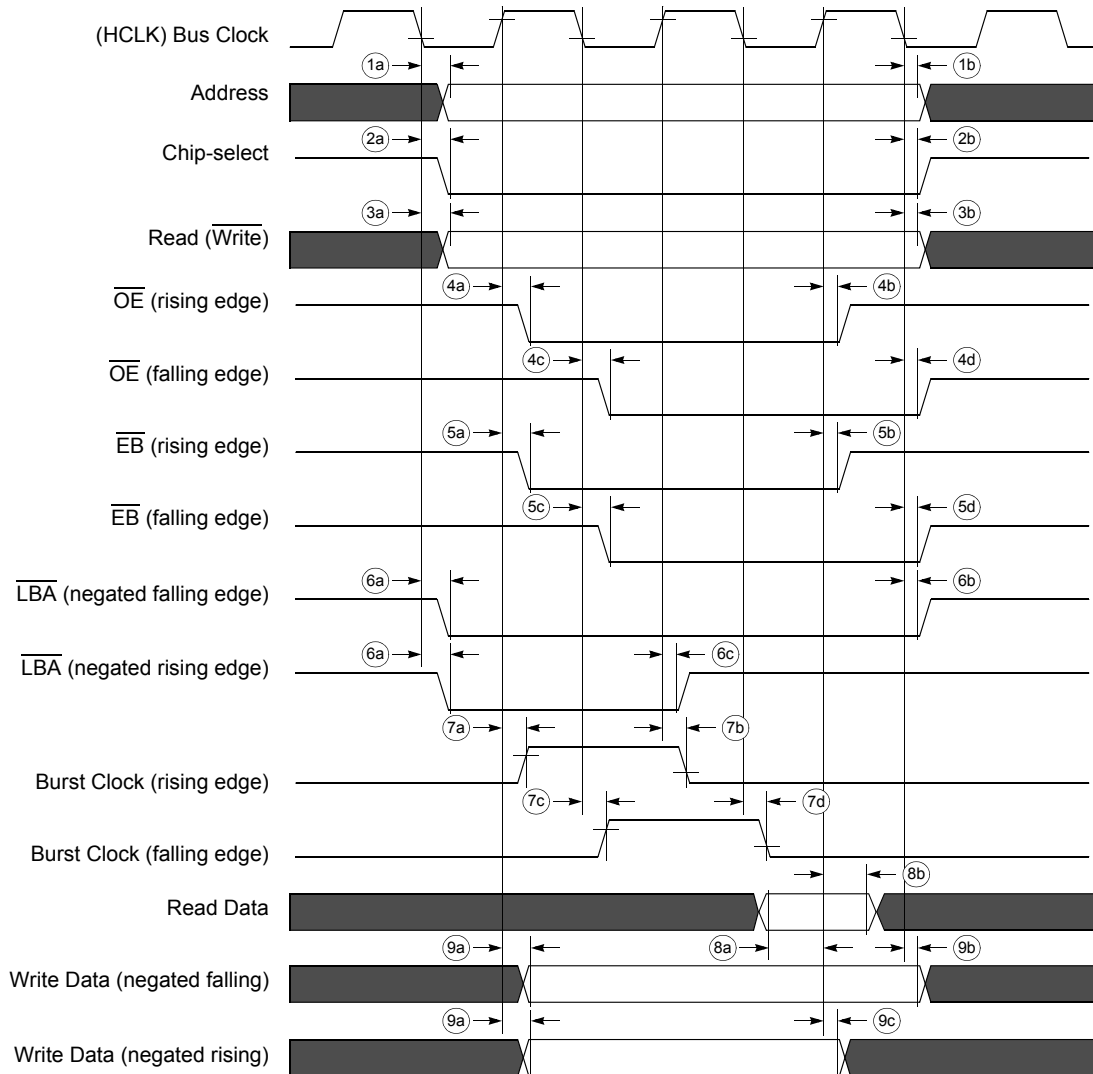 (HCLK) Bus Clock
1a 1b
Address
2a 2b
Chip-select
3a 3b
Read (Write)
4a 4b
OE (rising edge)
4c 4d
OE (falling edge)
5a 5b
EB (rising edge)
5c 5d
EB (falling edge)
6a 6b
LBA (negated falling edge)
6a 6c
LBA (negated rising edge)
7a 7b
Burst Clock (rising edge)
7c 7d
Burst Clock (falling edge)
8b
Read Data
9a 8a 9b
Write Data (negated falling)
9a 9c
Write Data (negated rising)